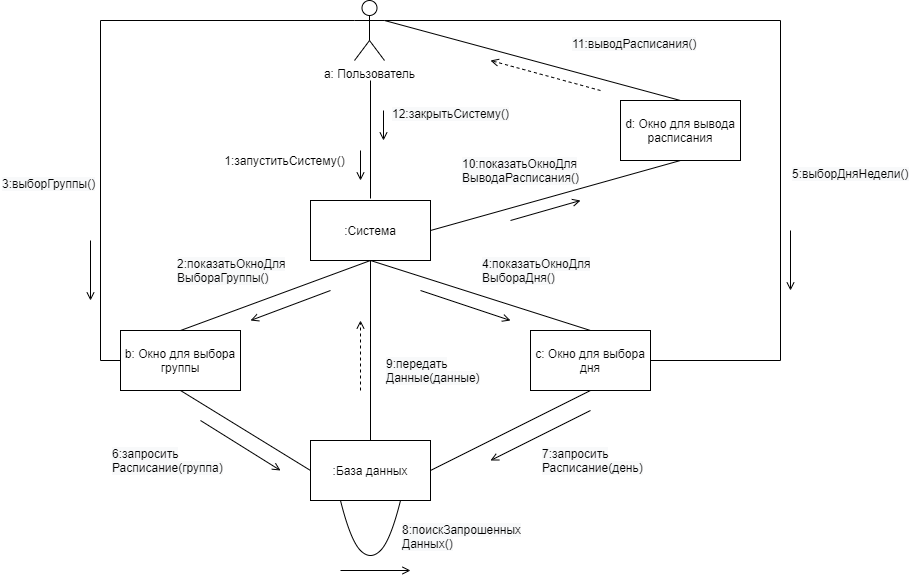 11:выводРасписания()
a: Пользователь
12:закрытьСистему()
d: Окно для вывода
расписания
1:запуститьСистему()
10:показатьОкноДля
ВыводаРасписания()
3:выборГруппы()
5:выборДняНедели()
:Система
2:показатьОкноДля
ВыбораГруппы()
4:показатьОкноДля
ВыбораДня()
b: Окно для выбора
группы
9:передать
Данные(данные)
c: Окно для выбора
дня
6:запросить
Расписание(группа)
:База данных
7:запросить
Расписание(день)
8:поискЗапрошенных
Данных()